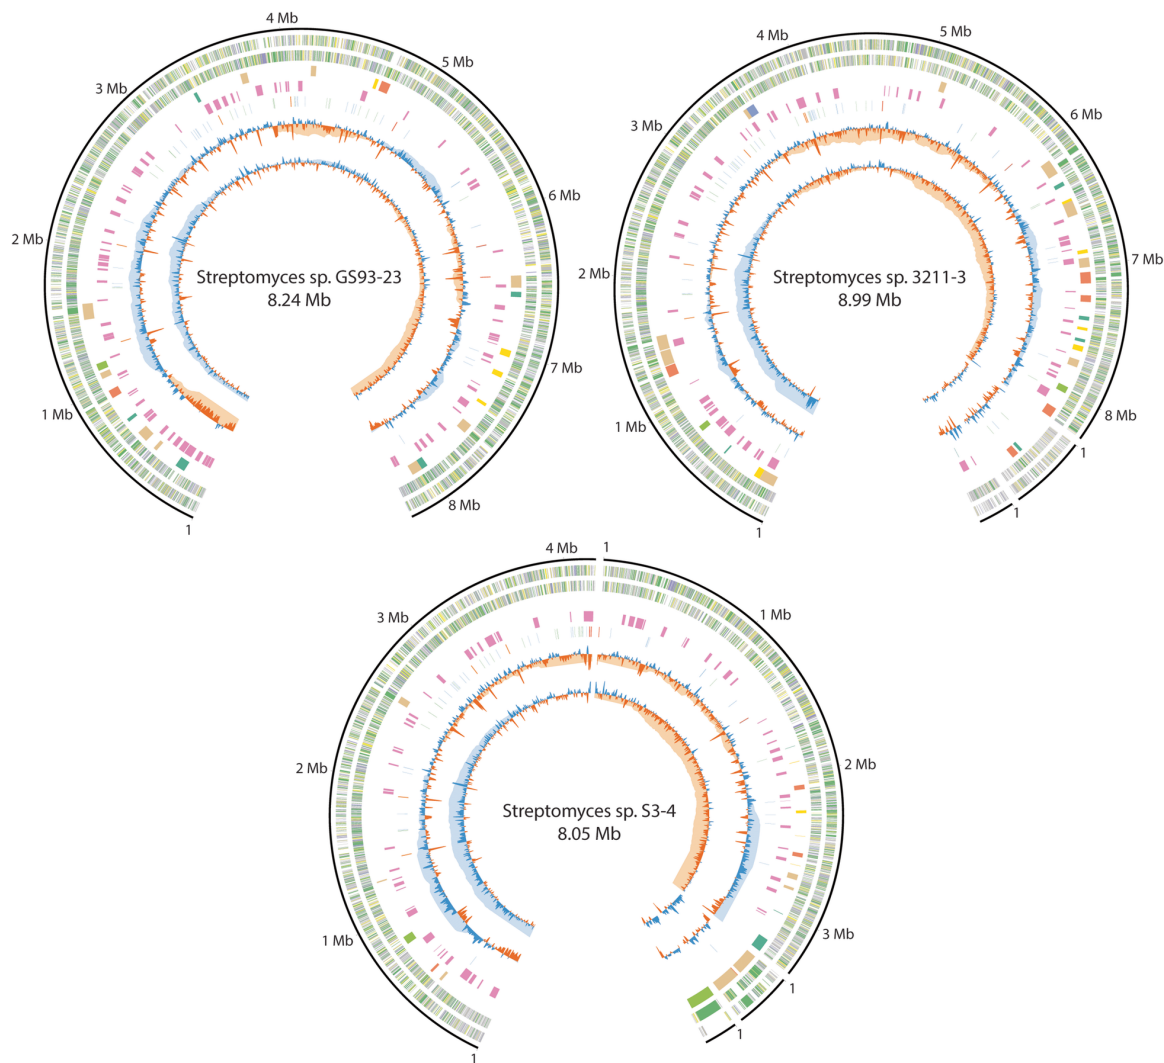 4 Mb
5 Mb
3 Mb
6 Mb
2 Mb
Streptomyces sp. GS93-23
8.24 Mb
7 Mb
1 Mb
8 Mb
1
5 Mb
4 Mb
6 Mb
3 Mb
7 Mb
2 Mb
Streptomyces sp. 3211-3
8.99 Mb
8 Mb
1 Mb
1
1
1
4 Mb
1
3 Mb
1 Mb
2 Mb
2 Mb
Streptomyces sp. S3-4
8.05 Mb
3 Mb
1 Mb
1
1
1